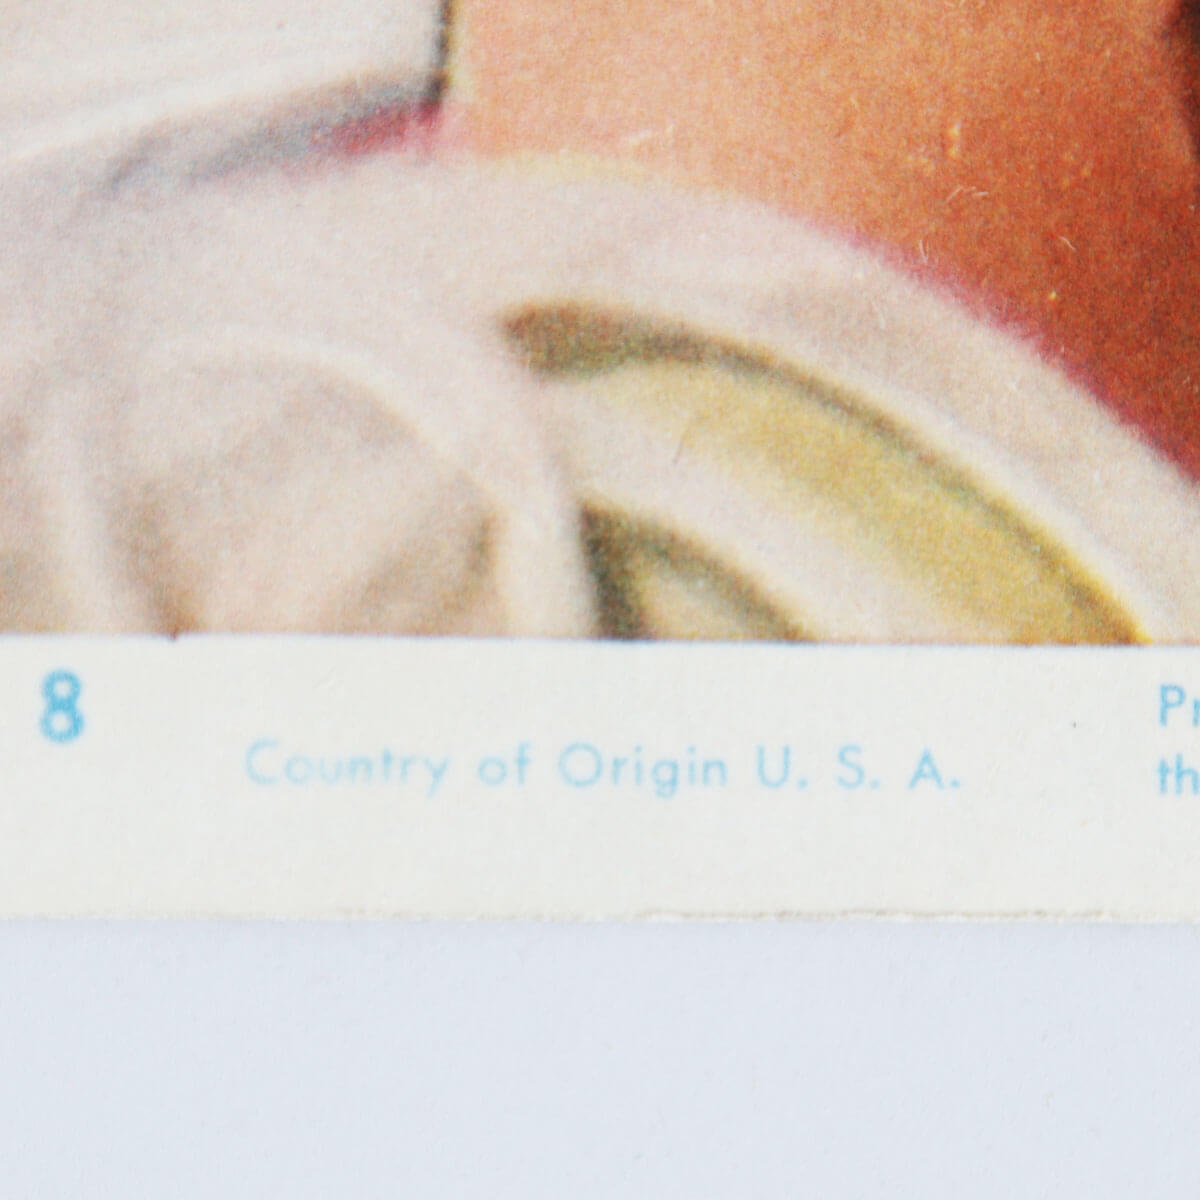 8
Country of Origin U. S. A.